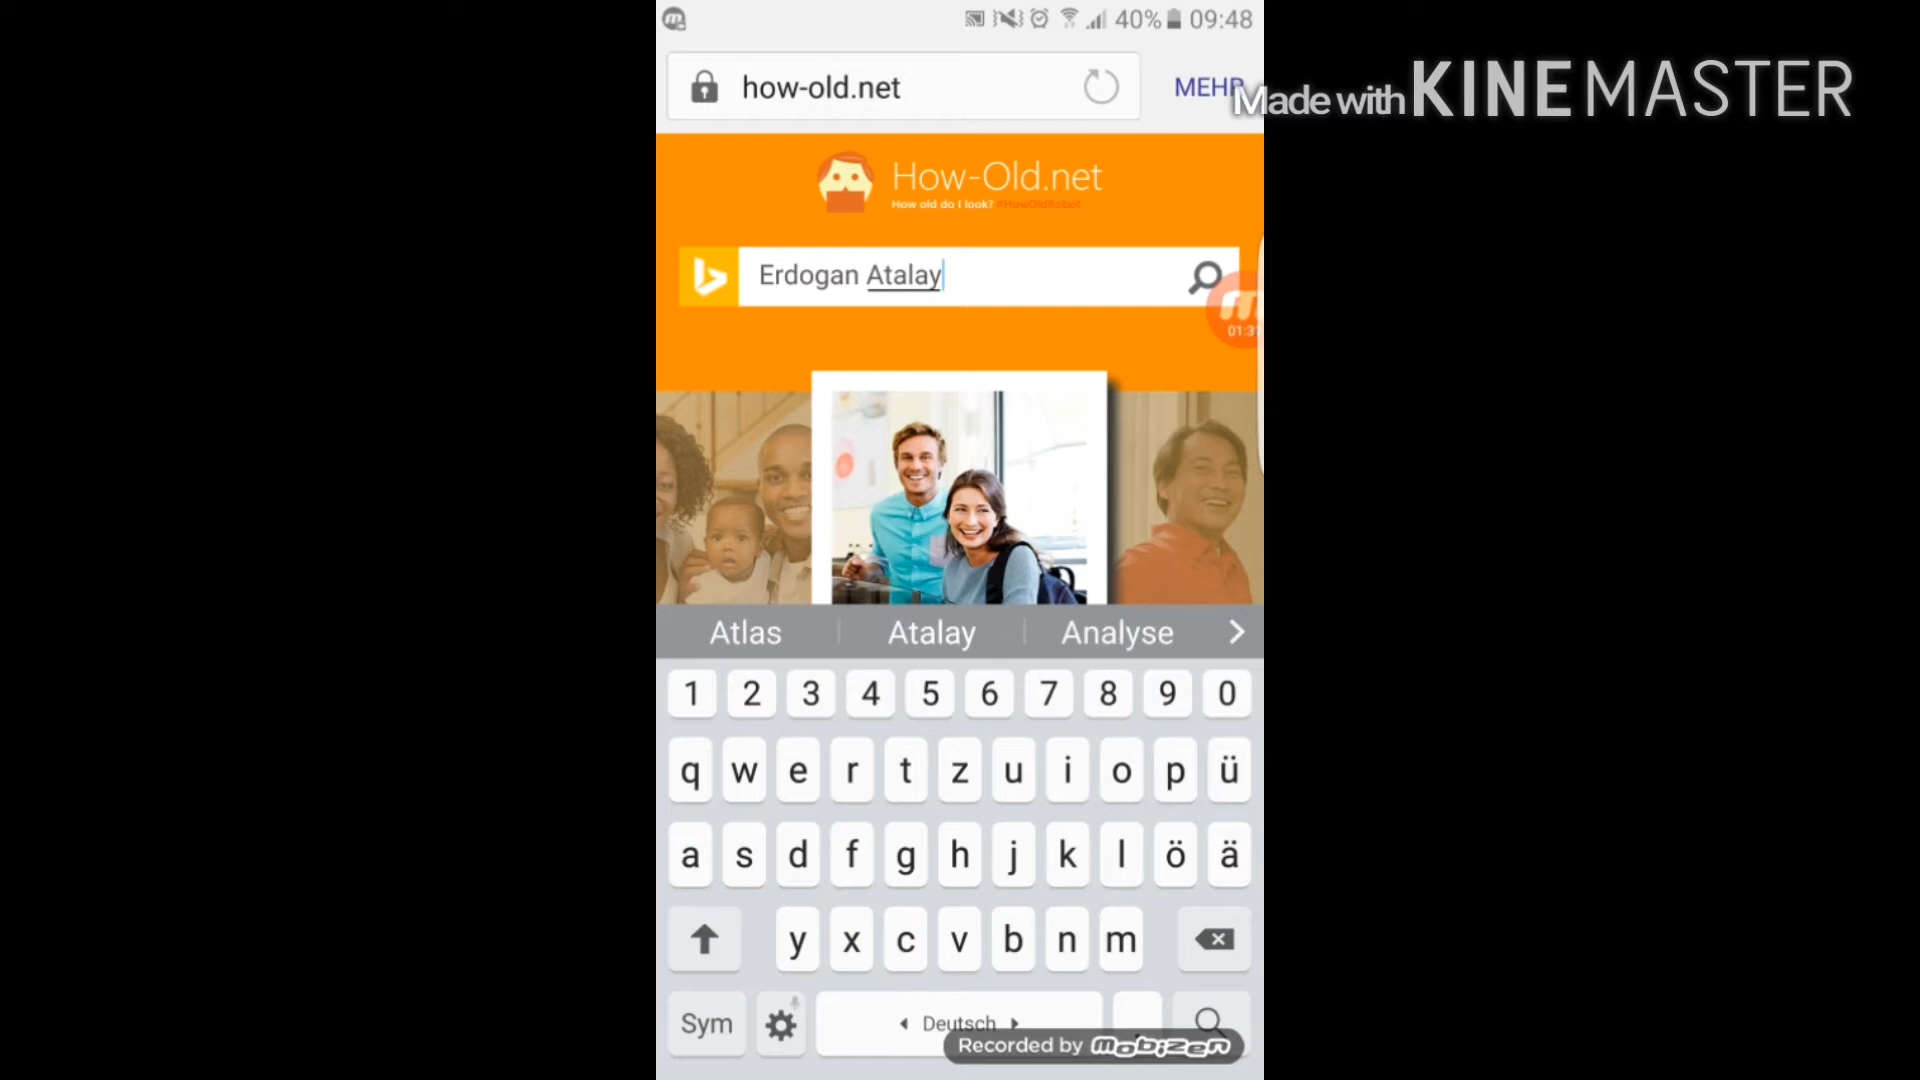 40% 09:48
how-old.net
MEHR
Made with KINEMASTER
How-Old.net
How old do I look? #HowOldRobot
Erdogan Atalay
01:3
Atlas Atalay Analyse
1 2 3 4 5 6 7 8 9 0
q w e r t z u i o p ü
a s d f g h j k l ö ä
y x c v b n m
Sym Deutsch
Recorded by mobizen